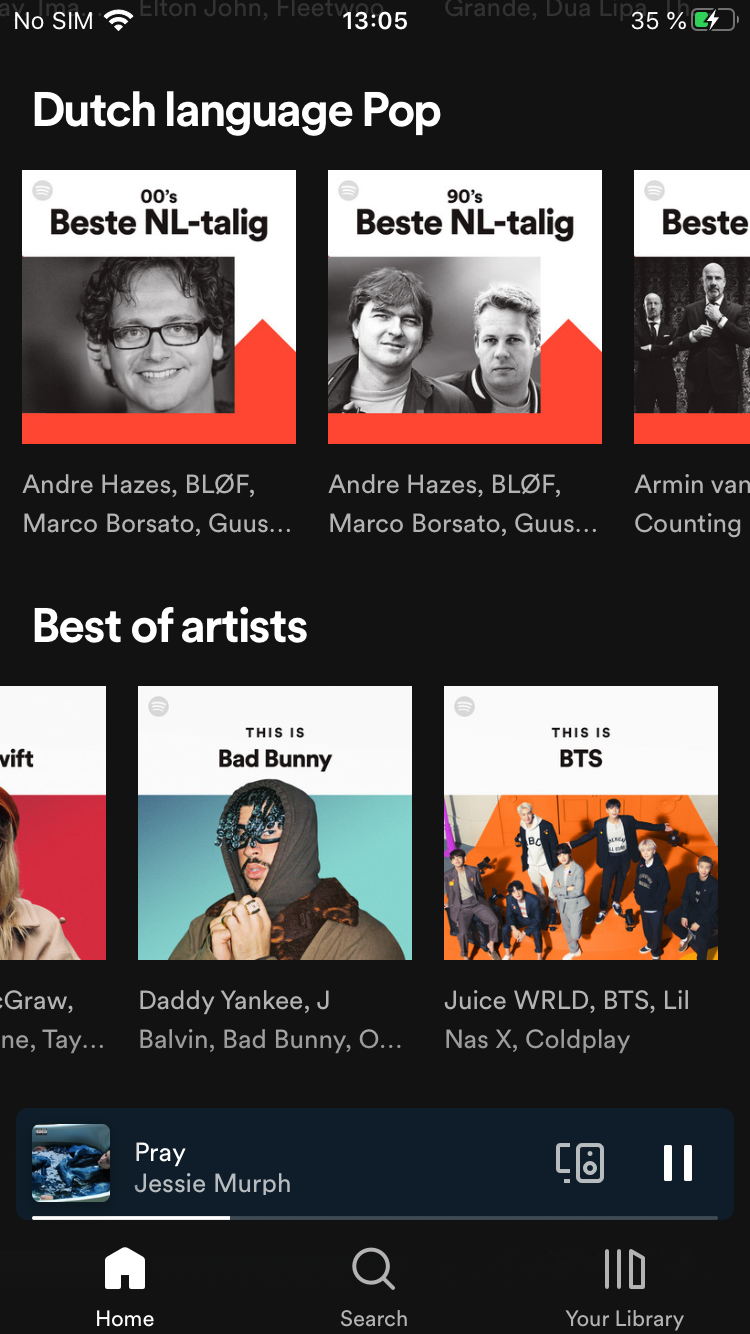 No SIM 13:05 35 %
Elton John, Fleetwoo
Grande, Dua Lipa, Th
Dutch language Pop
00's
Beste NL-talig
90's
Beste NL-talig
Beste
Andre Hazes, BLØF,
Marco Borsato, Guus...
Andre Hazes, BLØF,
Marco Borsato, Guus...
Armin van
Counting
Best of artists
vift
THIS IS
Bad Bunny
THIS IS
BTS
cGraw,
ne, Tay...
Daddy Yankee, J
Balvin, Bad Bunny, O...
Juice WRLD, BTS, Lil
Nas X, Coldplay
Pray
Jessie Murph
Home
Search
Your Library